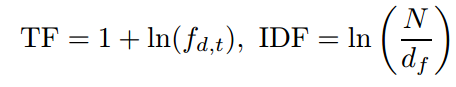 TF = 1 + ln(f_{d,t}), IDF = ln(N/d_f)